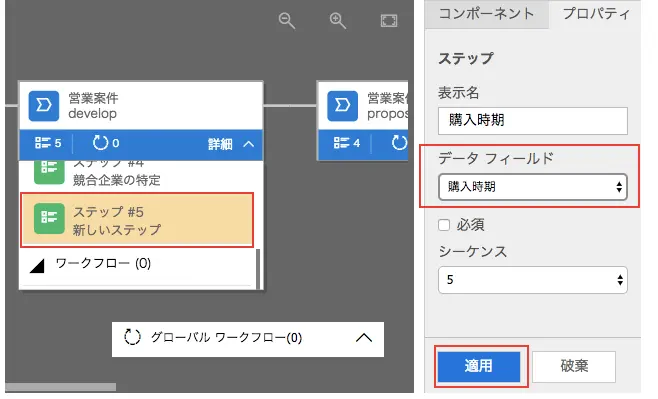 営業案件
develop
5
0
詳細
ステップ #4
競合企業の特定
ステップ #5
新しいステップ
ワークフロー (0)
営業案件
propos
4
グローバル ワークフロー(0)
コンポーネント
プロパティ
ステップ
表示名
購入時期
データ フィールド
購入時期
必須
シーケンス
5
適用
破棄